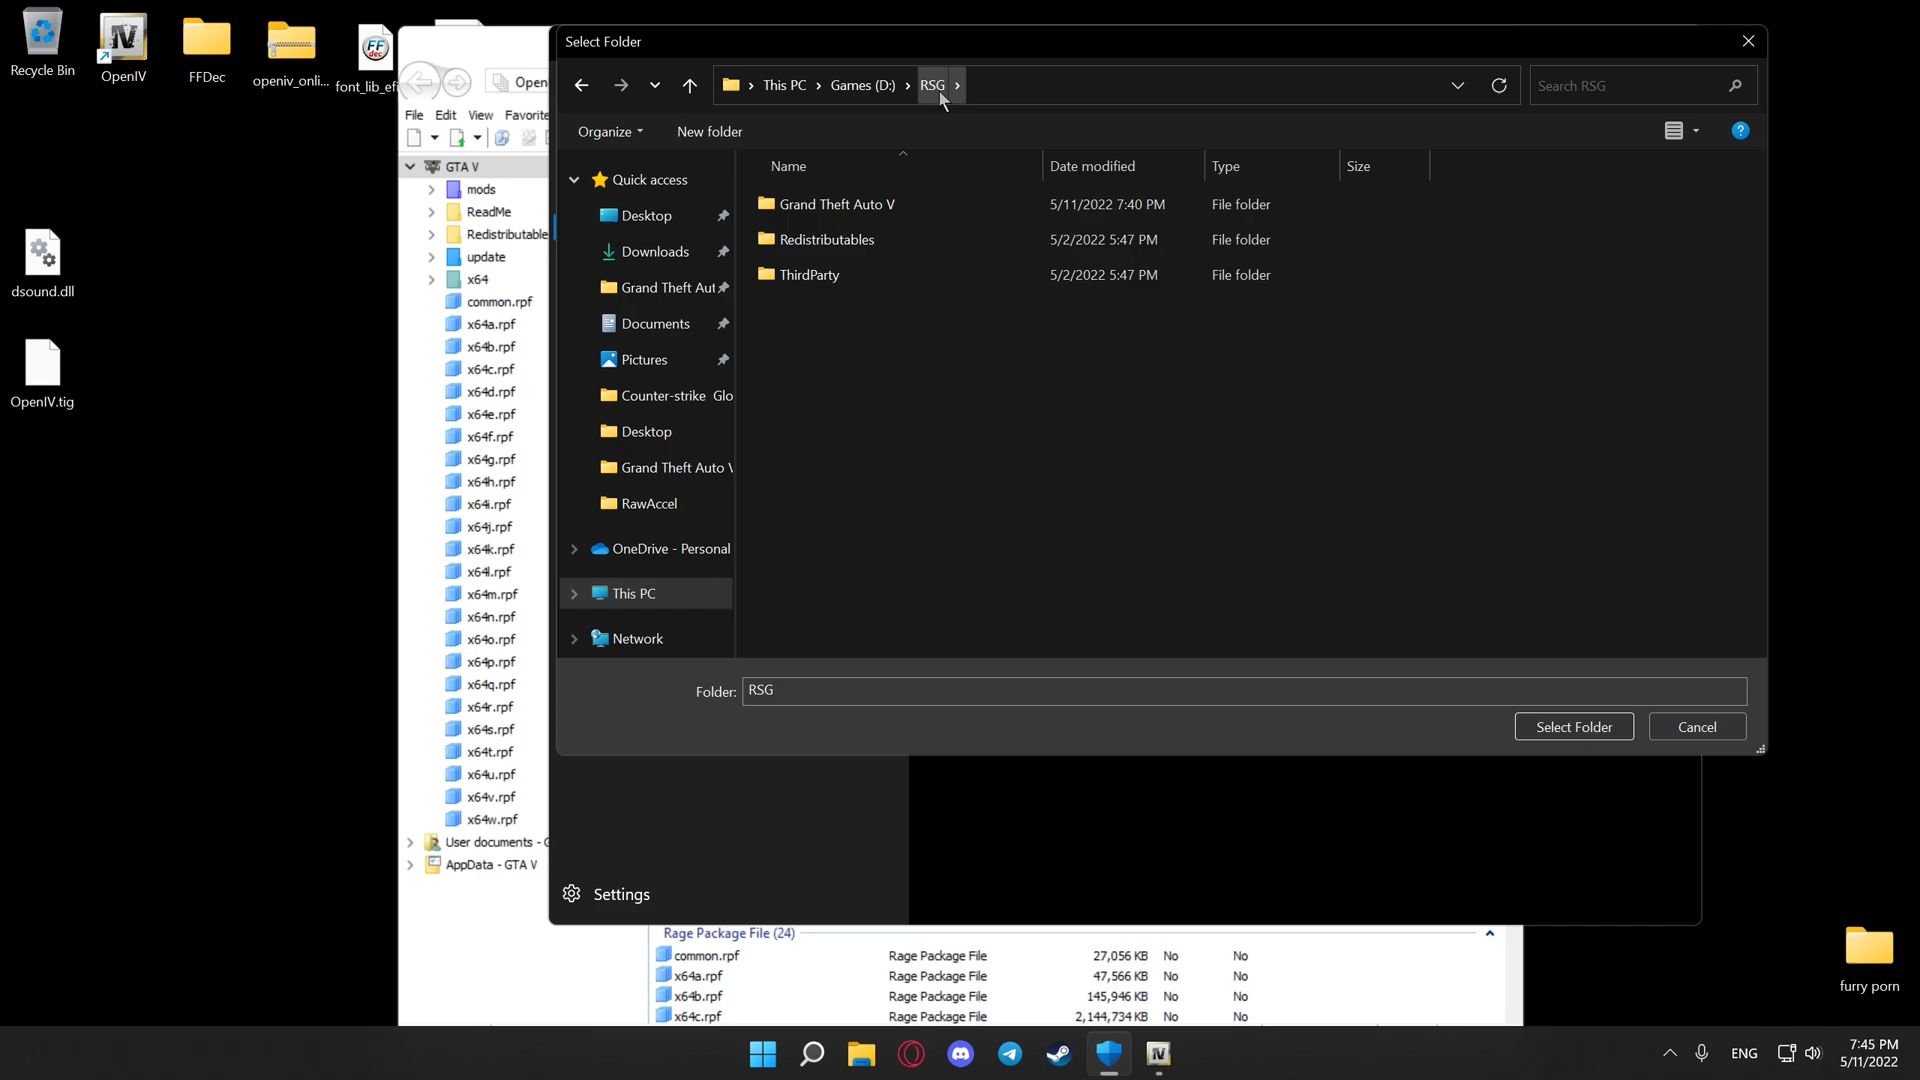 Recycle Bin
OpenIV
FFDec
openiv_onli...
font_lib_efi
dsound.dll
OpenIV.tig
Open
File Edit View Favorite
GTA V
mods
ReadMe
Redistributable
update
x64
common.rpf
x64a.rpf
x64b.rpf
x64c.rpf
x64d.rpf
x64e.rpf
x64f.rpf
x64g.rpf
x64h.rpf
x64i.rpf
x64j.rpf
x64k.rpf
x64l.rpf
x64m.rpf
x64n.rpf
x64o.rpf
x64p.rpf
x64q.rpf
x64r.rpf
x64s.rpf
x64t.rpf
x64u.rpf
x64v.rpf
x64w.rpf
User documents - G
AppData - GTA V
Select Folder
This PC > Games (D:) > RSG >
Search RSG
Organize
New folder
Name Date modified Type Size
Quick access
Desktop
Downloads
Grand Theft Aut
Documents
Pictures
Counter-strike Glo
Desktop
Grand Theft Auto V
RawAccel
OneDrive - Personal
This PC
Network
Grand Theft Auto V 5/11/2022 7:40 PM File folder
Redistributables 5/2/2022 5:47 PM File folder
ThirdParty 5/2/2022 5:47 PM File folder
Folder: RSG
Select Folder
Cancel
Settings
Rage Package File (24)
common.rpf Rage Package File 27,056 KB No No
x64a.rpf Rage Package File 47,566 KB No No
x64b.rpf Rage Package File 145,946 KB No No
x64c.rpf Rage Package File 2,144,734 KB No No
furry porn
ENG
7:45 PM
5/11/2022